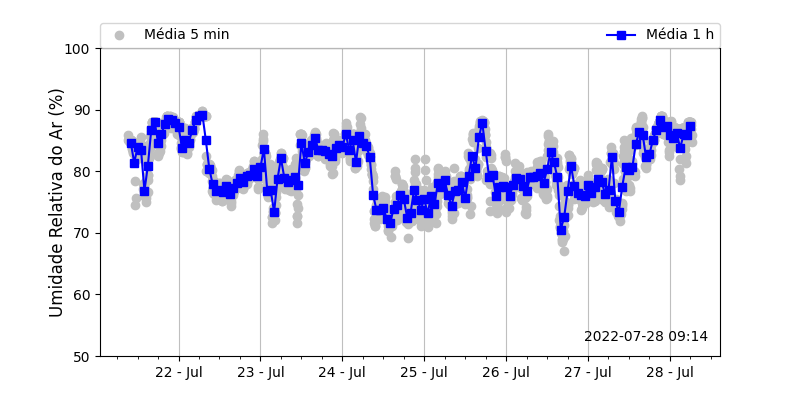 Média 5 min Média 1 h
100
90
80
70
60
50
Umidade Relativa do Ar (%)
2022-07-28 09:14
22 - Jul 23 - Jul 24 - Jul 25 - Jul 26 - Jul 27 - Jul 28 - Jul